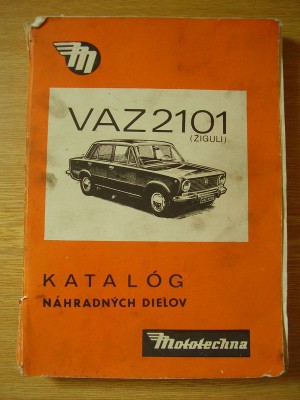 M
VAZ 2101
(ŽIGULI)
KATALÓG
NÁHRADNÝCH DIELOV
Mototechna